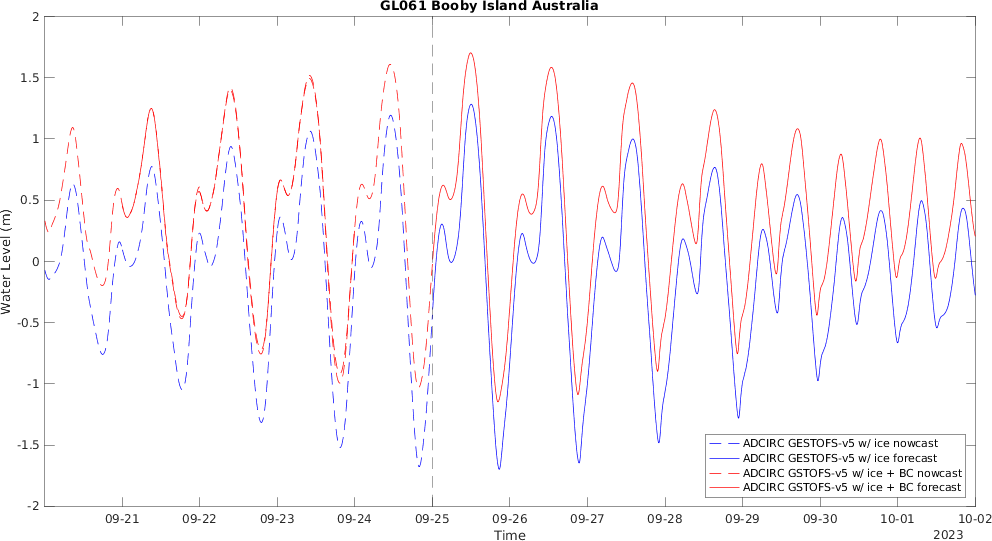 GL061 Booby Island Australia
Water Level (m)
2
1.5
1
0.5
0
-0.5
-1
-1.5
-2
ADCIRC GESTOFS-v5 w/ ice nowcast
ADCIRC GESTOFS-v5 w/ ice forecast
ADCIRC GSTOFS-v5 w/ ice + BC nowcast
ADCIRC GSTOFS-v5 w/ ice + BC forecast
09-21 09-22 09-23 09-24 09-25 09-26 09-27 09-28 09-29 09-30 10-01 10-02
Time
2023